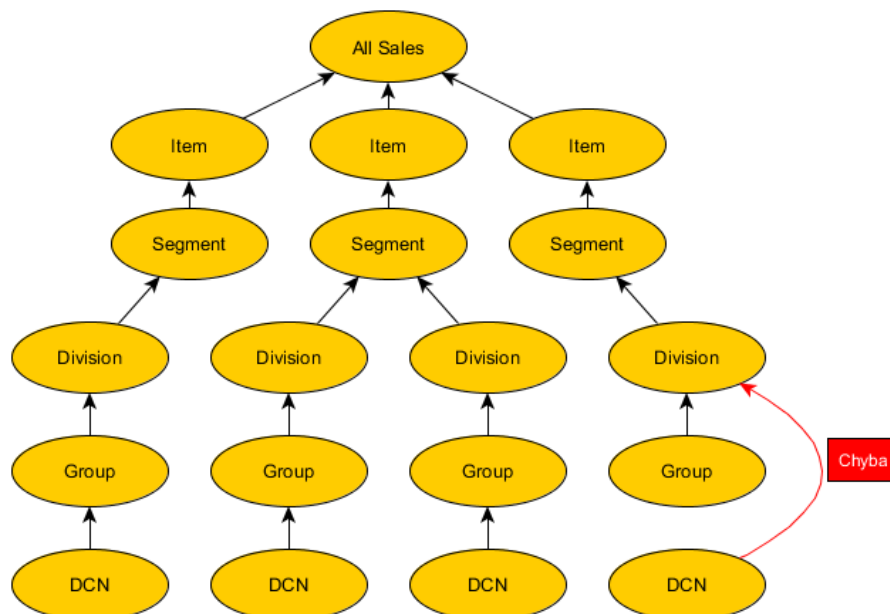 All Sales
Item
Item
Item
Segment
Segment
Segment
Division
Division
Division
Division
Chyba
Group
Group
Group
Group
DCN
DCN
DCN
DCN